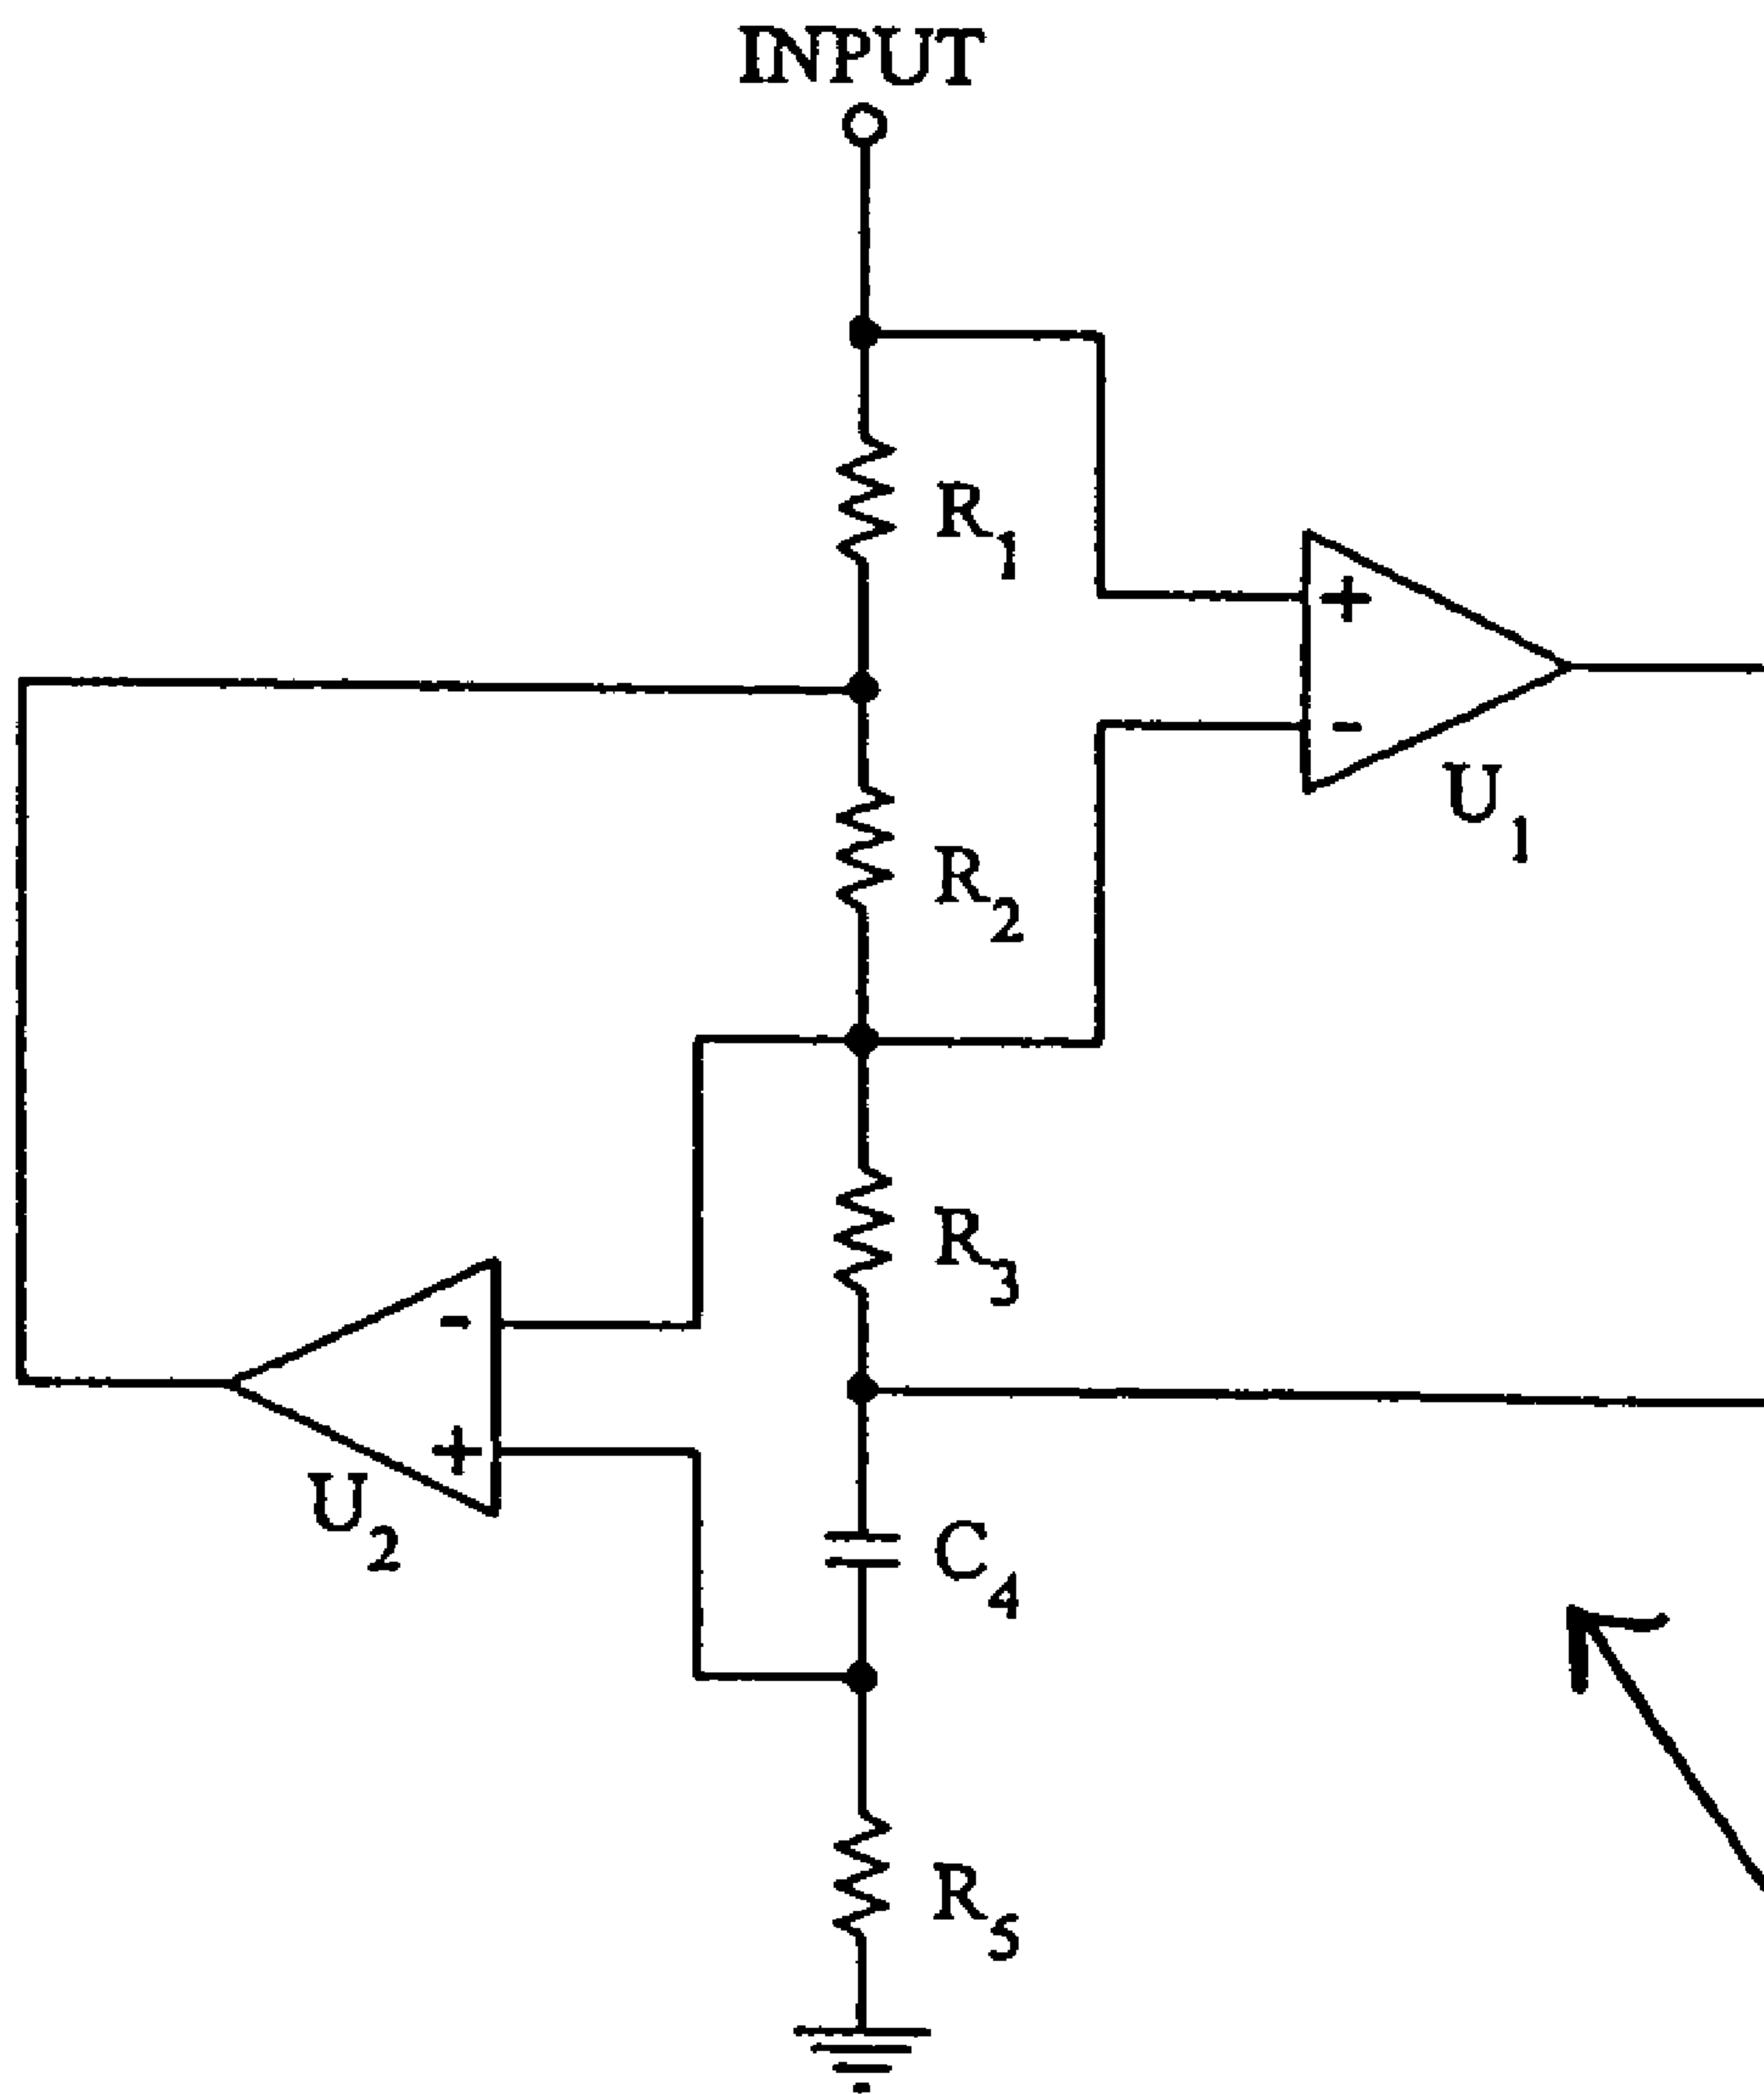 INPUT
R1
+
-
U1
R2
R3
-
+
U2
C4
R5